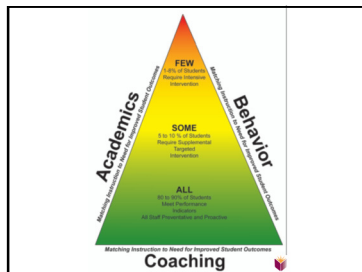 FEW
1-8% of Students
Require Intensive
Intervention
SOME
5 to 10 % of Students
Require Supplemental
Targeted
Intervention
ALL
80 to 90% of Students
Meet Performance
Indicators
All Staff Preventative and Proactive
Academics
Matching Instruction to Need for Improved Student Outcomes
Behavior
Matching Instruction to Need for Improved Student Outcomes
Matching Instruction to Need for Improved Student Outcomes
Coaching